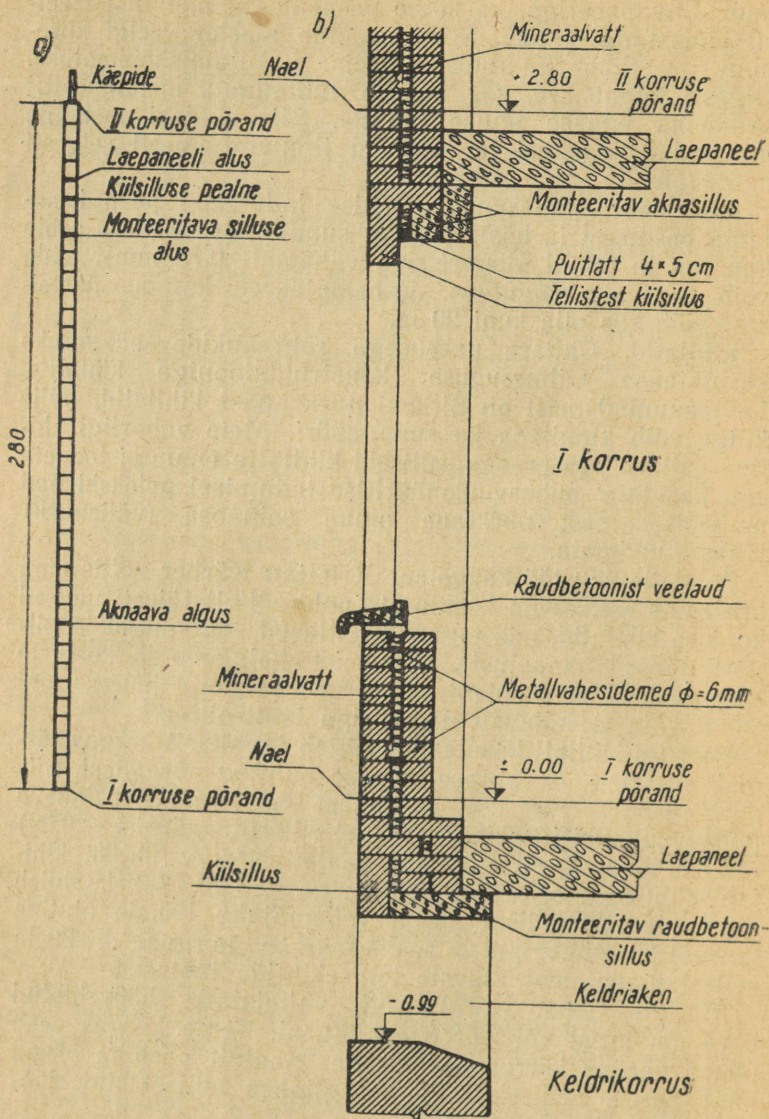 a)
Käepide
II korruse põrand
Laepaneeli alus
Kiilsilluse pealne
Monteeritava silluse
alus
280
Aknaava algus
I korruse põrand
b)
Mineraalvatt
Nael
+ 2.80 II korruse
põrand
Laepaneel
Monteeritav aknasillus
Puitlatt 4 × 5 cm
Tellistest kiilsillus
I korrus
Raudbetoonist veelaud
Mineraalvatt
Metallvahesidemed ϕ=6mm
Nael
± 0.00 I korruse
põrand
Laepaneel
Kiilsillus
Monteeritav raudbetoon-
sillus
Keldriaken
- 0.99
Keldrikorrus